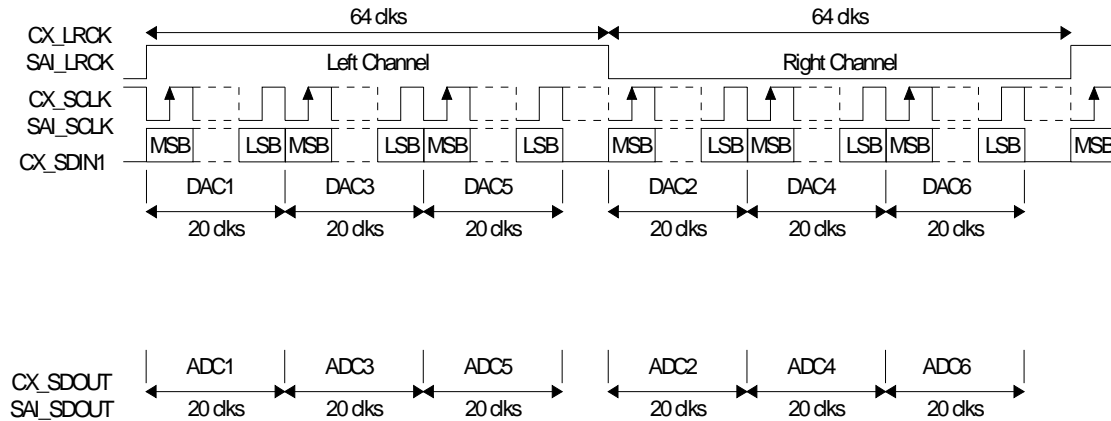 64 clks 64 clks
CX_LRCK
SAI_LRCK
Left Channel Right Channel
CX_SCLK
SAI_SCLK
CX_SDIN1
MSB LSB MSB LSB MSB LSB MSB LSB MSB LSB MSB LSB MSB
DAC1 DAC3 DAC5 DAC2 DAC4 DAC6
20 clks 20 clks 20 clks 20 clks 20 clks 20 clks
ADC1 ADC3 ADC5 ADC2 ADC4 ADC6
CX_SDOUT
SAI_SDOUT
20 clks 20 clks 20 clks 20 clks 20 clks 20 clks